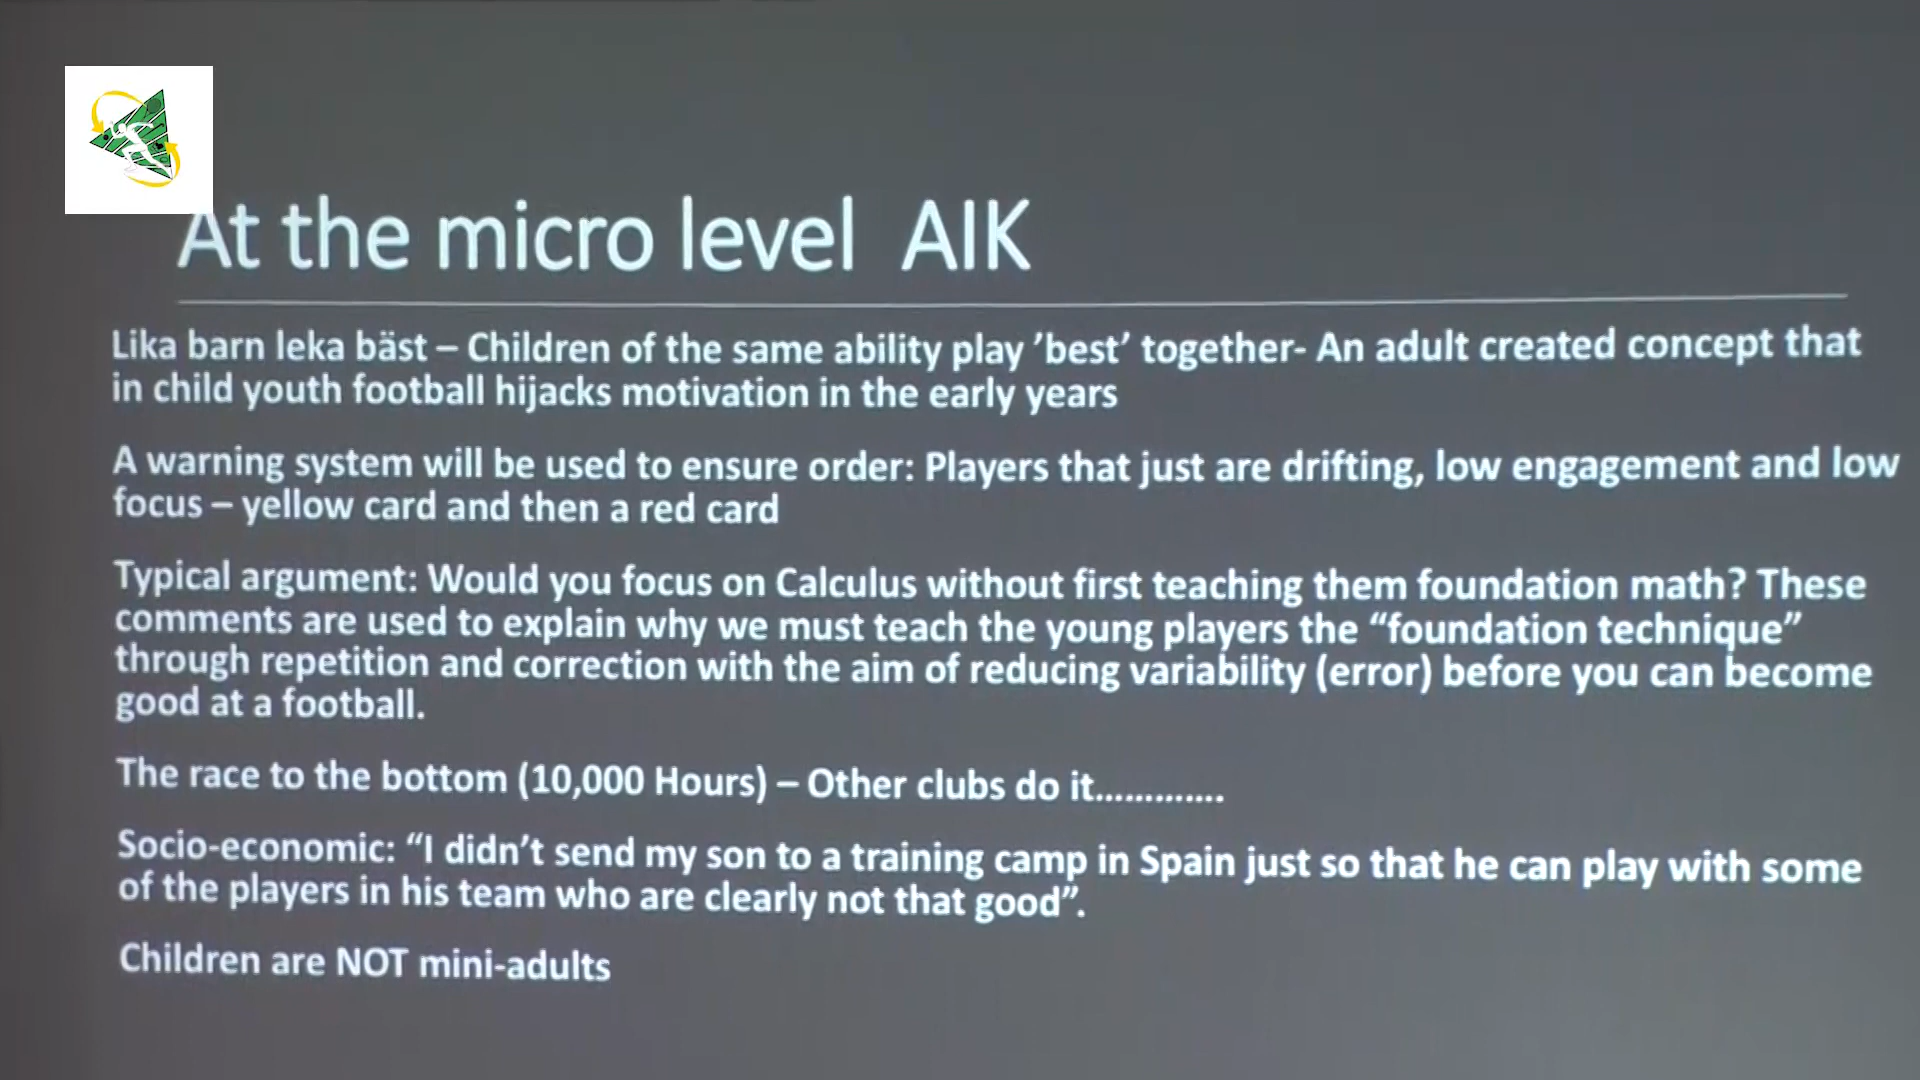 At the micro level AIK
Lika barn leka bäst – Children of the same ability play ’best’ together- An adult created concept that
in child youth football hijacks motivation in the early years
A warning system will be used to ensure order: Players that just are drifting, low engagement and low
focus – yellow card and then a red card
Typical argument: Would you focus on Calculus without first teaching them foundation math? These
comments are used to explain why we must teach the young players the “foundation technique”
through repetition and correction with the aim of reducing variability (error) before you can become
good at a football.
The race to the bottom (10,000 Hours) – Other clubs do it………….
Socio-economic: “I didn’t send my son to a training camp in Spain just so that he can play with some
of the players in his team who are clearly not that good”.
Children are NOT mini-adults